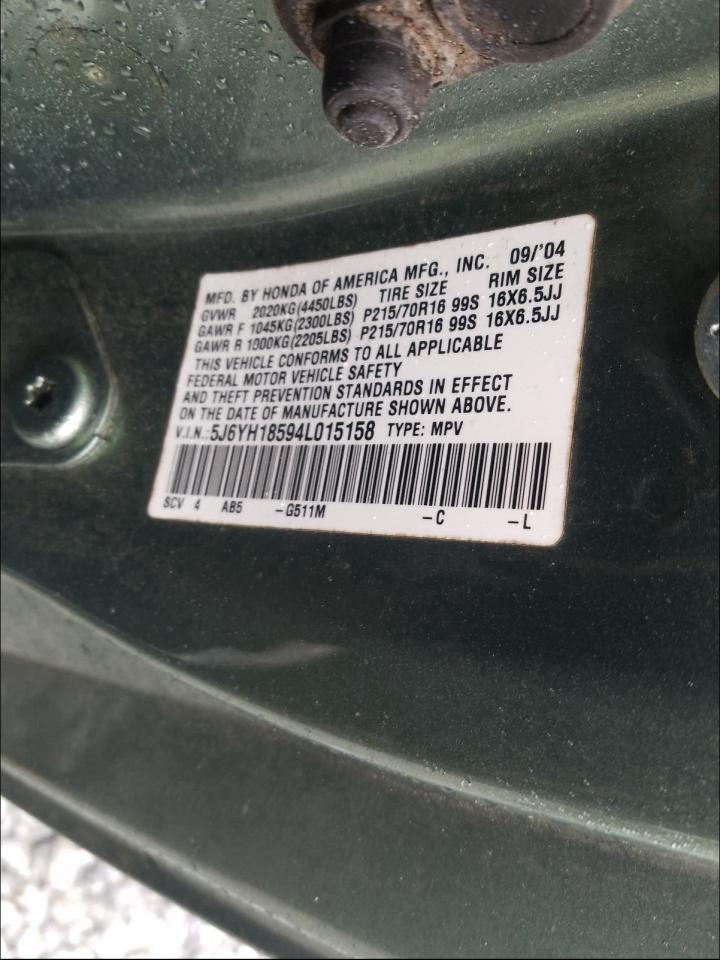 MFD. BY HONDA OF AMERICA MFG., INC. 09/'04
GVWR 2020KG(4450LBS) TIRE SIZE RIM SIZE
GAWR F 1045KG(2300LBS) P215/70R16 99S 16X6.5JJ
GAWR R 1000KG(2205LBS) P215/70R16 99S 16X6.5JJ
THIS VEHICLE CONFORMS TO ALL APPLICABLE
FEDERAL MOTOR VEHICLE SAFETY
AND THEFT PREVENTION STANDARDS IN EFFECT
ON THE DATE OF MANUFACTURE SHOWN ABOVE.
V.I.N.:5J6YH18594L015158 TYPE: MPV
SCV 4 AB5 -G511M -C -L